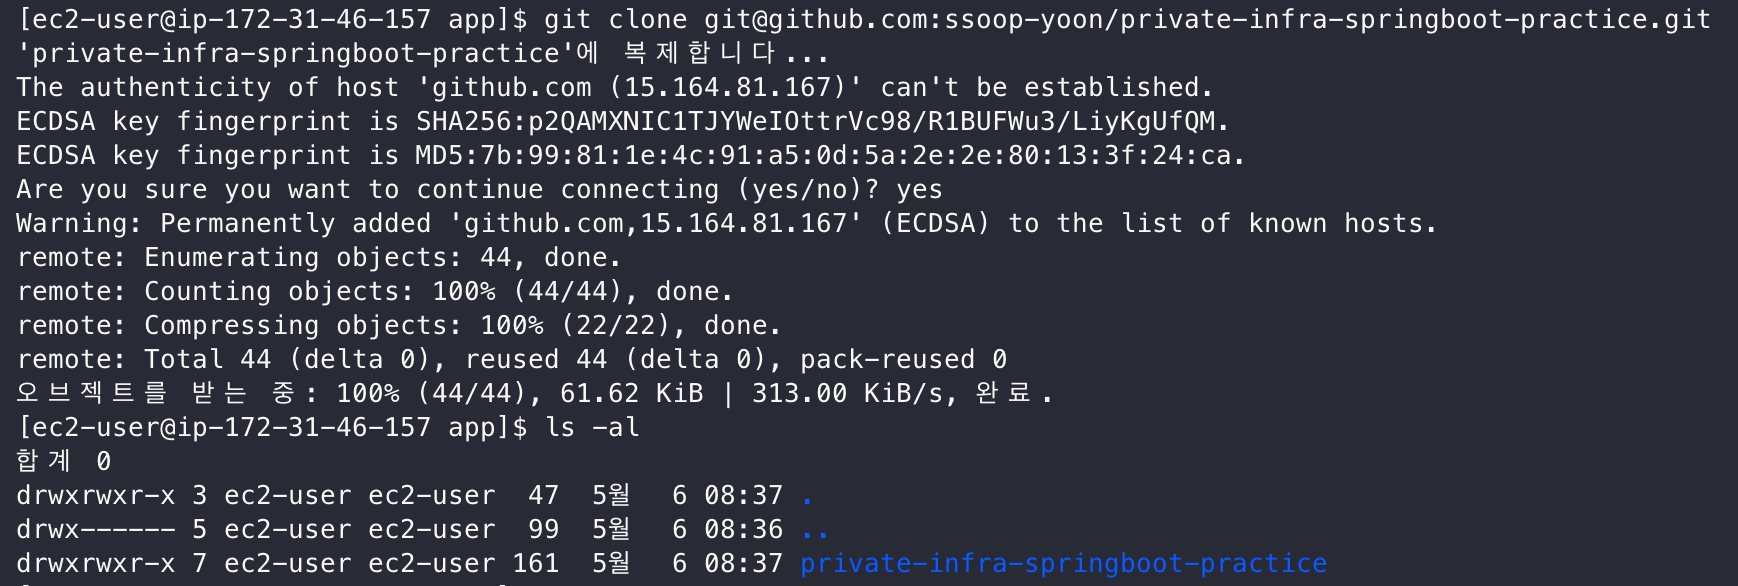 [ec2-user@ip-172-31-46-157 app]$ git clone git@github.com:ssoop-yoon/private-infra-springboot-practice.git
'private-infra-springboot-practice'에 복제합니다...
The authenticity of host 'github.com (15.164.81.167)' can't be established.
ECDSA key fingerprint is SHA256:p2QAMXNIC1TJYWeIOttrVc98/R1BUFWu3/LiyKgUfQM.
ECDSA key fingerprint is MD5:7b:99:81:1e:4c:91:a5:0d:5a:2e:2e:80:13:3f:24:ca.
Are you sure you want to continue connecting (yes/no)? yes
Warning: Permanently added 'github.com,15.164.81.167' (ECDSA) to the list of known hosts.
remote: Enumerating objects: 44, done.
remote: Counting objects: 100% (44/44), done.
remote: Compressing objects: 100% (22/22), done.
remote: Total 44 (delta 0), reused 44 (delta 0), pack-reused 0
오브젝트를 받는 중: 100% (44/44), 61.62 KiB | 313.00 KiB/s, 완료.
[ec2-user@ip-172-31-46-157 app]$ ls -al
합계 0
drwxrwxr-x 3 ec2-user ec2-user  47  5월   6 08:37 .
drwx------ 5 ec2-user ec2-user  99  5월   6 08:36 ..
drwxrwxr-x 7 ec2-user ec2-user 161  5월   6 08:37 private-infra-springboot-practice